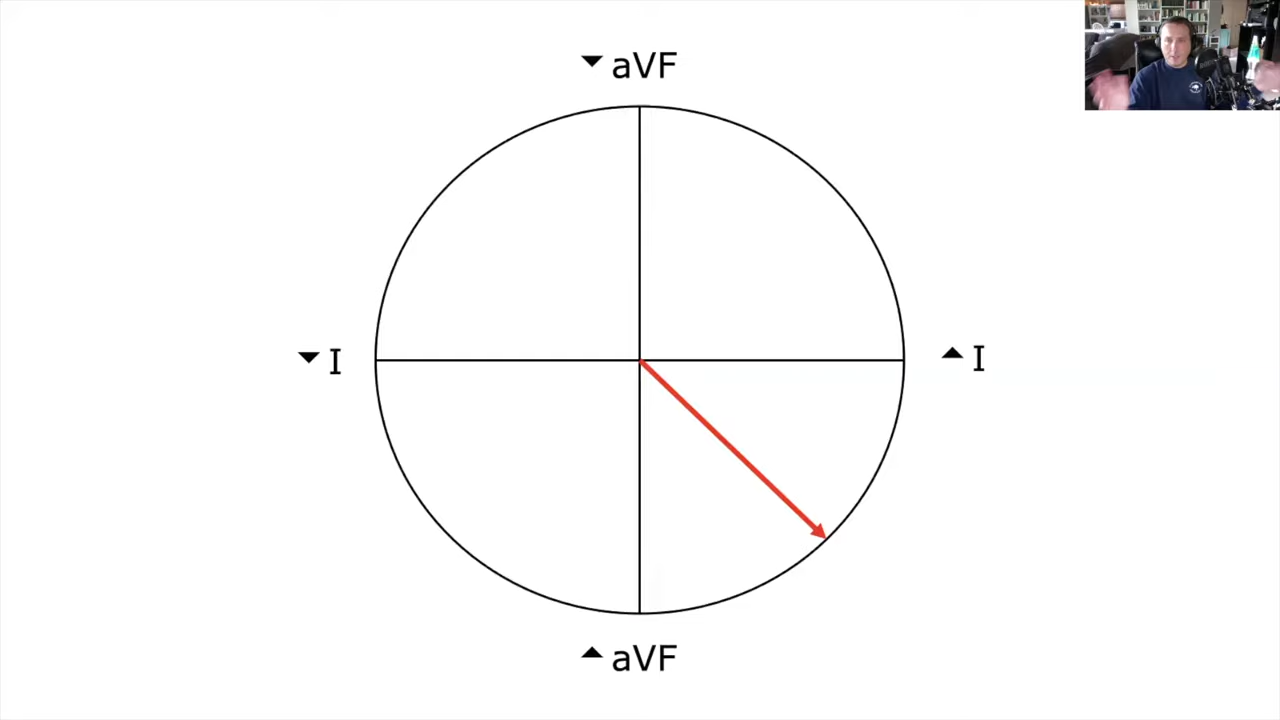 ▼ aVF
▼ I
▲ I
▲ aVF